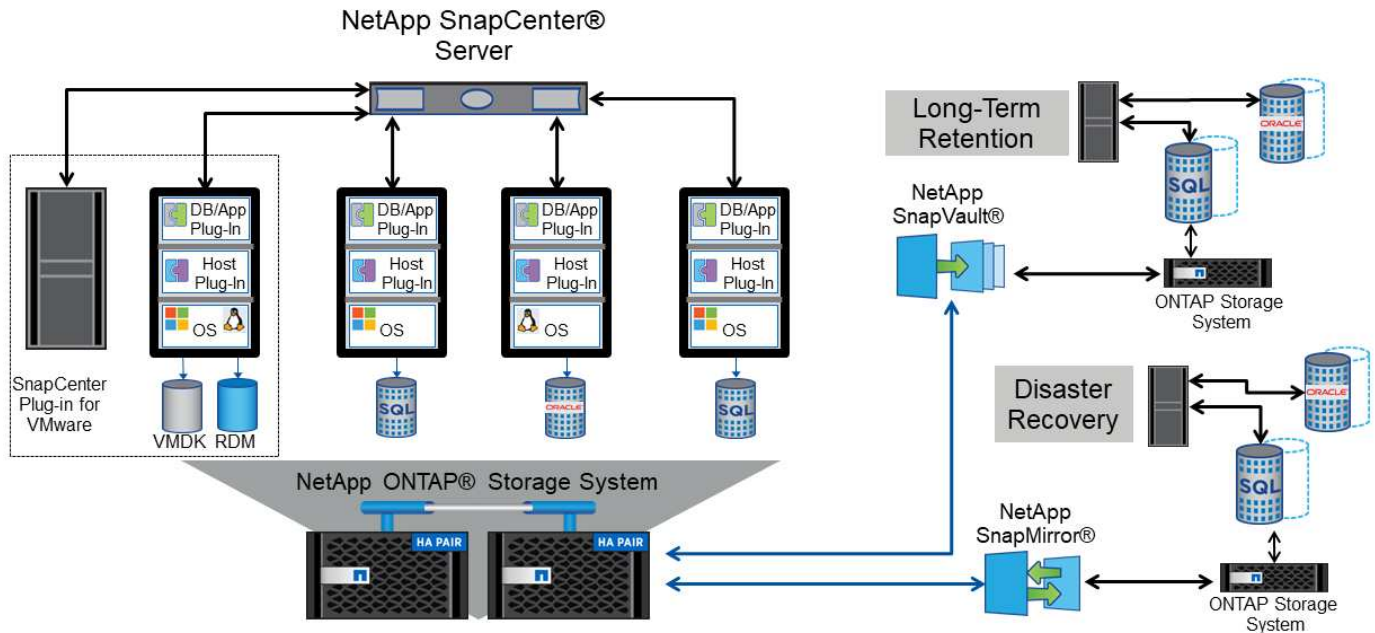 NetApp SnapCenter®
Server
DB/App
Plug-In
Host
Plug-In
OS
DB/App
Plug-In
Host
Plug-In
OS
DB/App
Plug-In
Host
Plug-In
OS
DB/App
Plug-In
Host
Plug-In
OS
SnapCenter
Plug-in for
VMware
VMDK
RDM
SQL
ORACLE
SQL
NetApp ONTAP® Storage System
HA PAIR
HA PAIR
Long-Term
Retention
ORACLE
SQL
NetApp
SnapVault®
ONTAP Storage
System
Disaster
Recovery
ORACLE
SQL
NetApp
SnapMirror®
ONTAP Storage
System